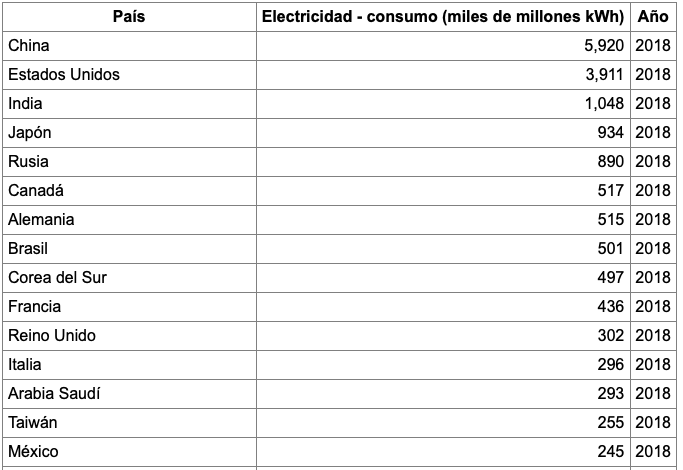 País Electricidad - consumo (miles de millones kWh) Año
China 5,920 2018
Estados Unidos 3,911 2018
India 1,048 2018
Japón 934 2018
Rusia 890 2018
Canadá 517 2018
Alemania 515 2018
Brasil 501 2018
Corea del Sur 497 2018
Francia 436 2018
Reino Unido 302 2018
Italia 296 2018
Arabia Saudí 293 2018
Taiwán 255 2018
México 245 2018